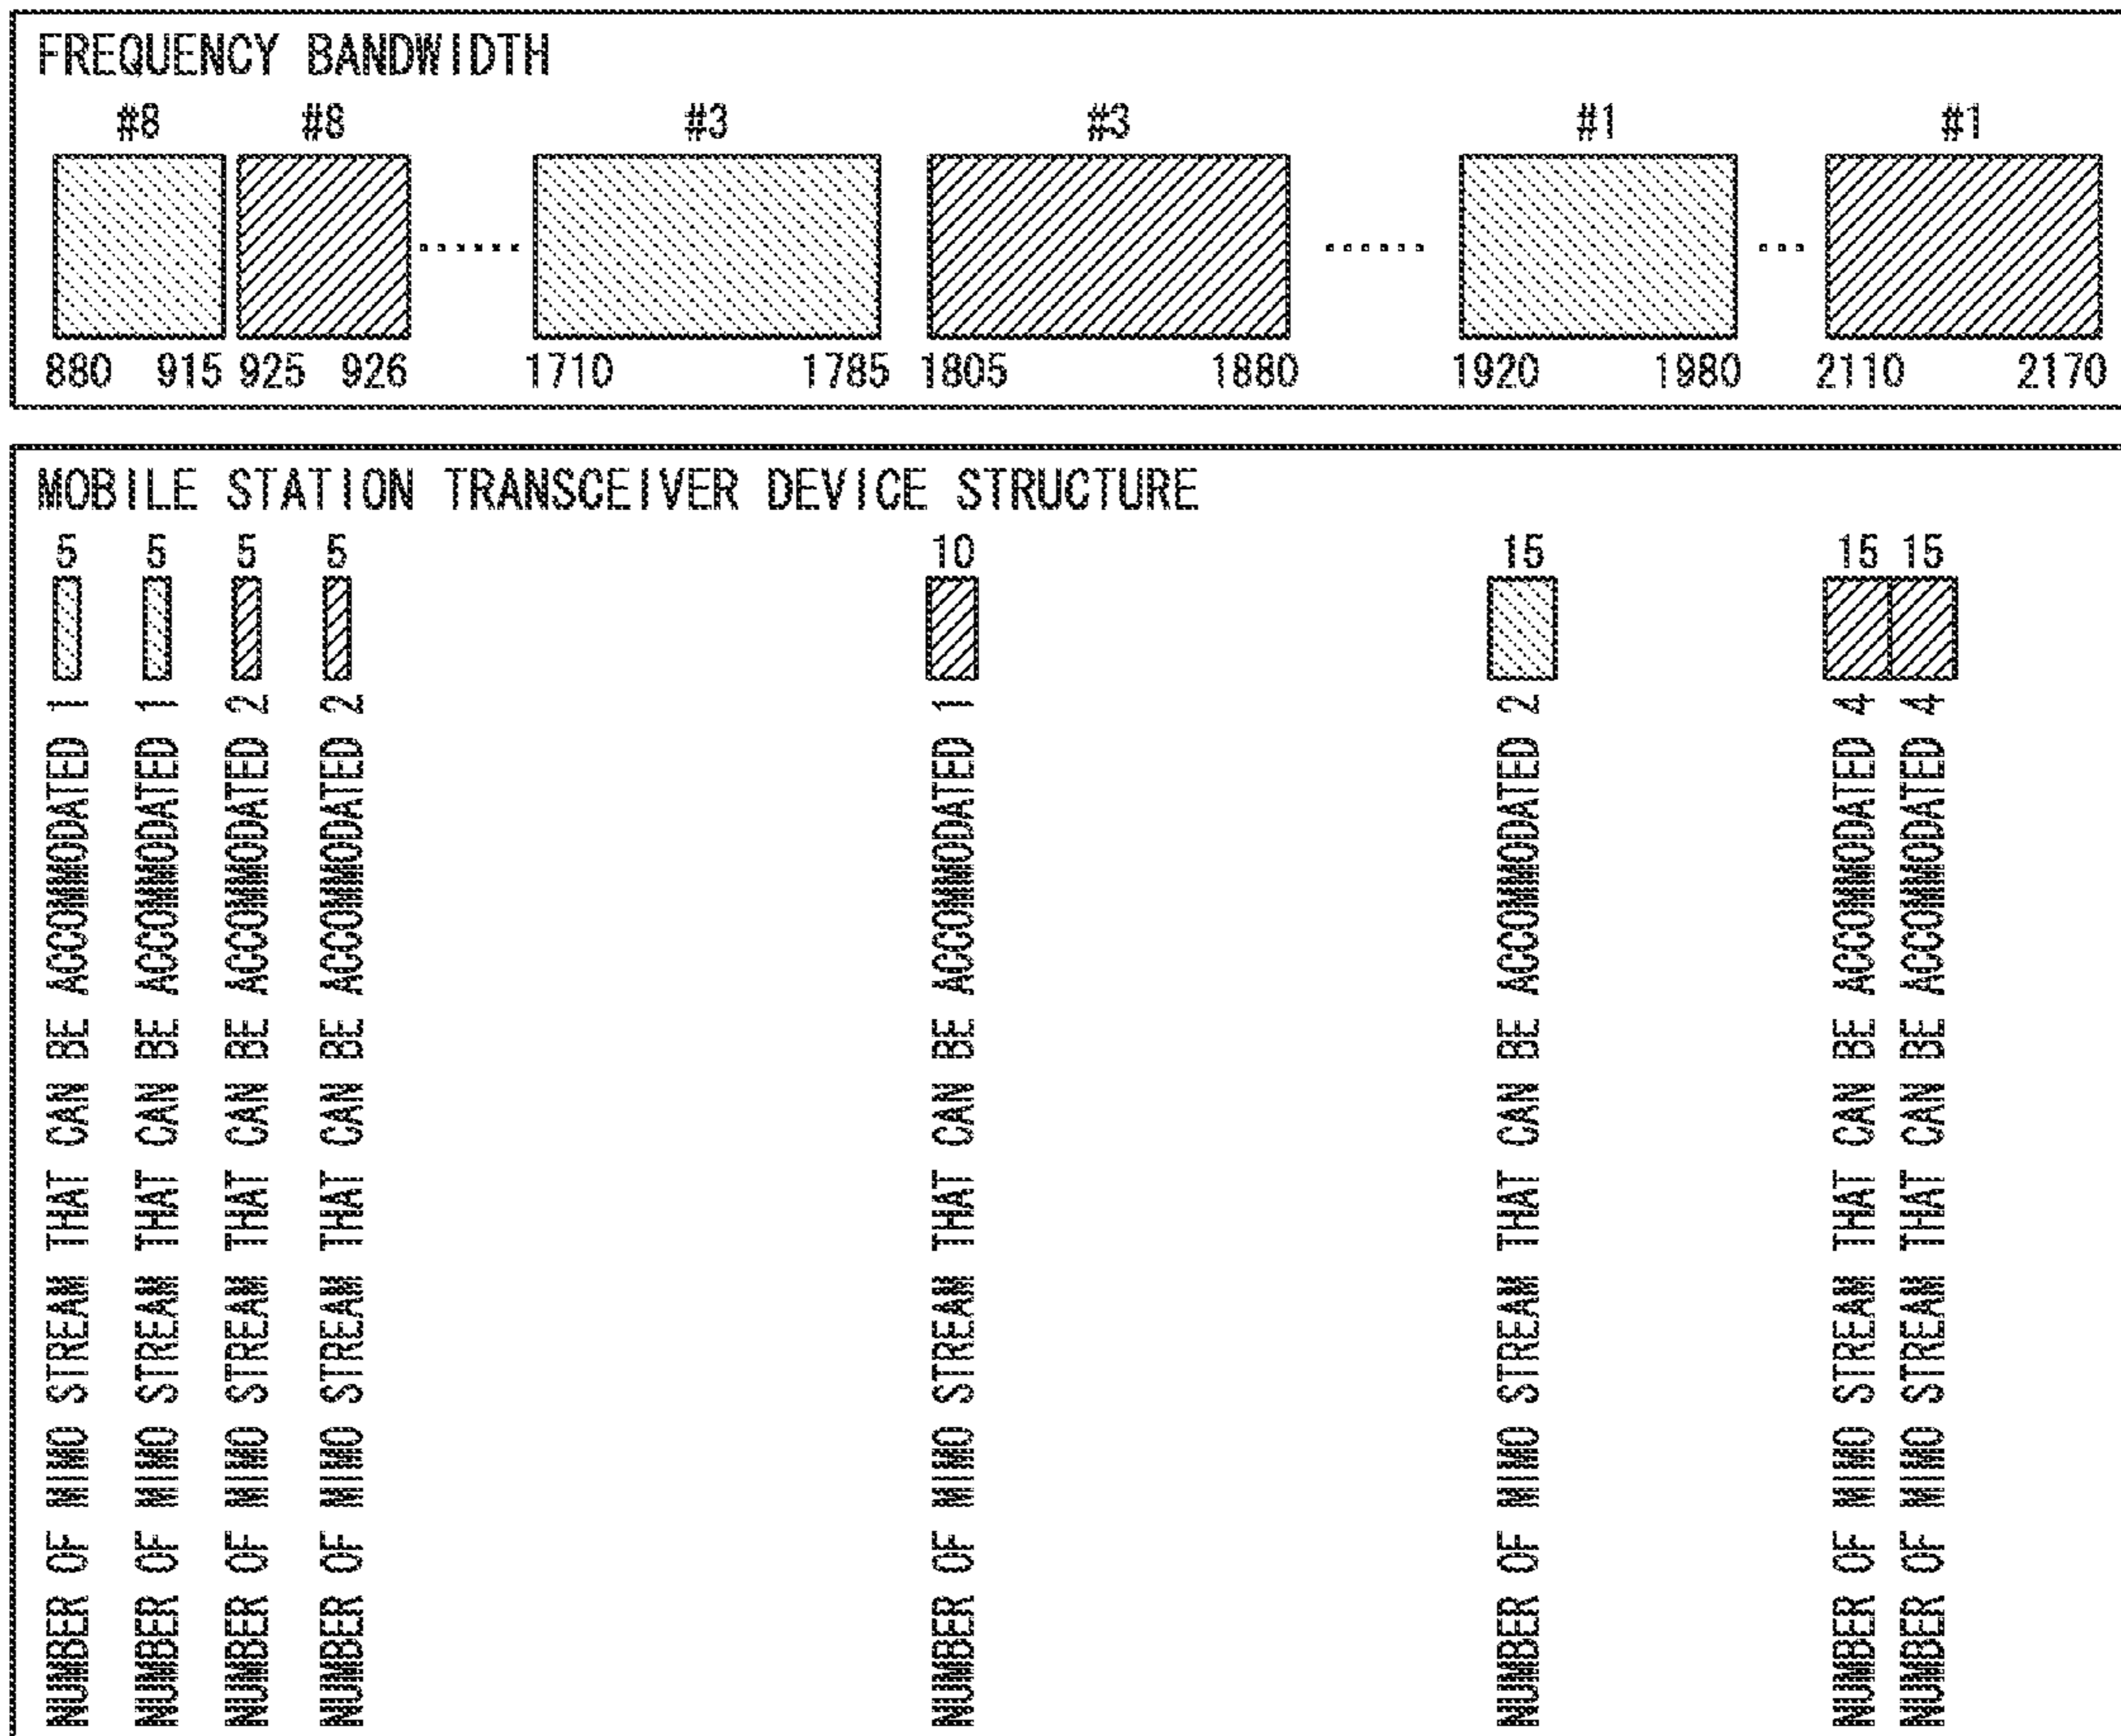 FREQUENCY BANDWIDTH
#8 #8 #3 #3 #1 #1
880 915 925 926 1710 1785 1805 1880 1920 1980 2110 2170
MOBILE STATION TRANSCEIVER DEVICE STRUCTURE
5 5 5 5 10 15 15 15
NUMBER OF MIMO STREAM THAT CAN BE ACCOMMODATED 1
NUMBER OF MIMO STREAM THAT CAN BE ACCOMMODATED 1
NUMBER OF MIMO STREAM THAT CAN BE ACCOMMODATED 2
NUMBER OF MIMO STREAM THAT CAN BE ACCOMMODATED 2
NUMBER OF MIMO STREAM THAT CAN BE ACCOMMODATED 1
NUMBER OF MIMO STREAM THAT CAN BE ACCOMMODATED 2
NUMBER OF MIMO STREAM THAT CAN BE ACCOMMODATED 4
NUMBER OF MIMO STREAM THAT CAN BE ACCOMMODATED 4